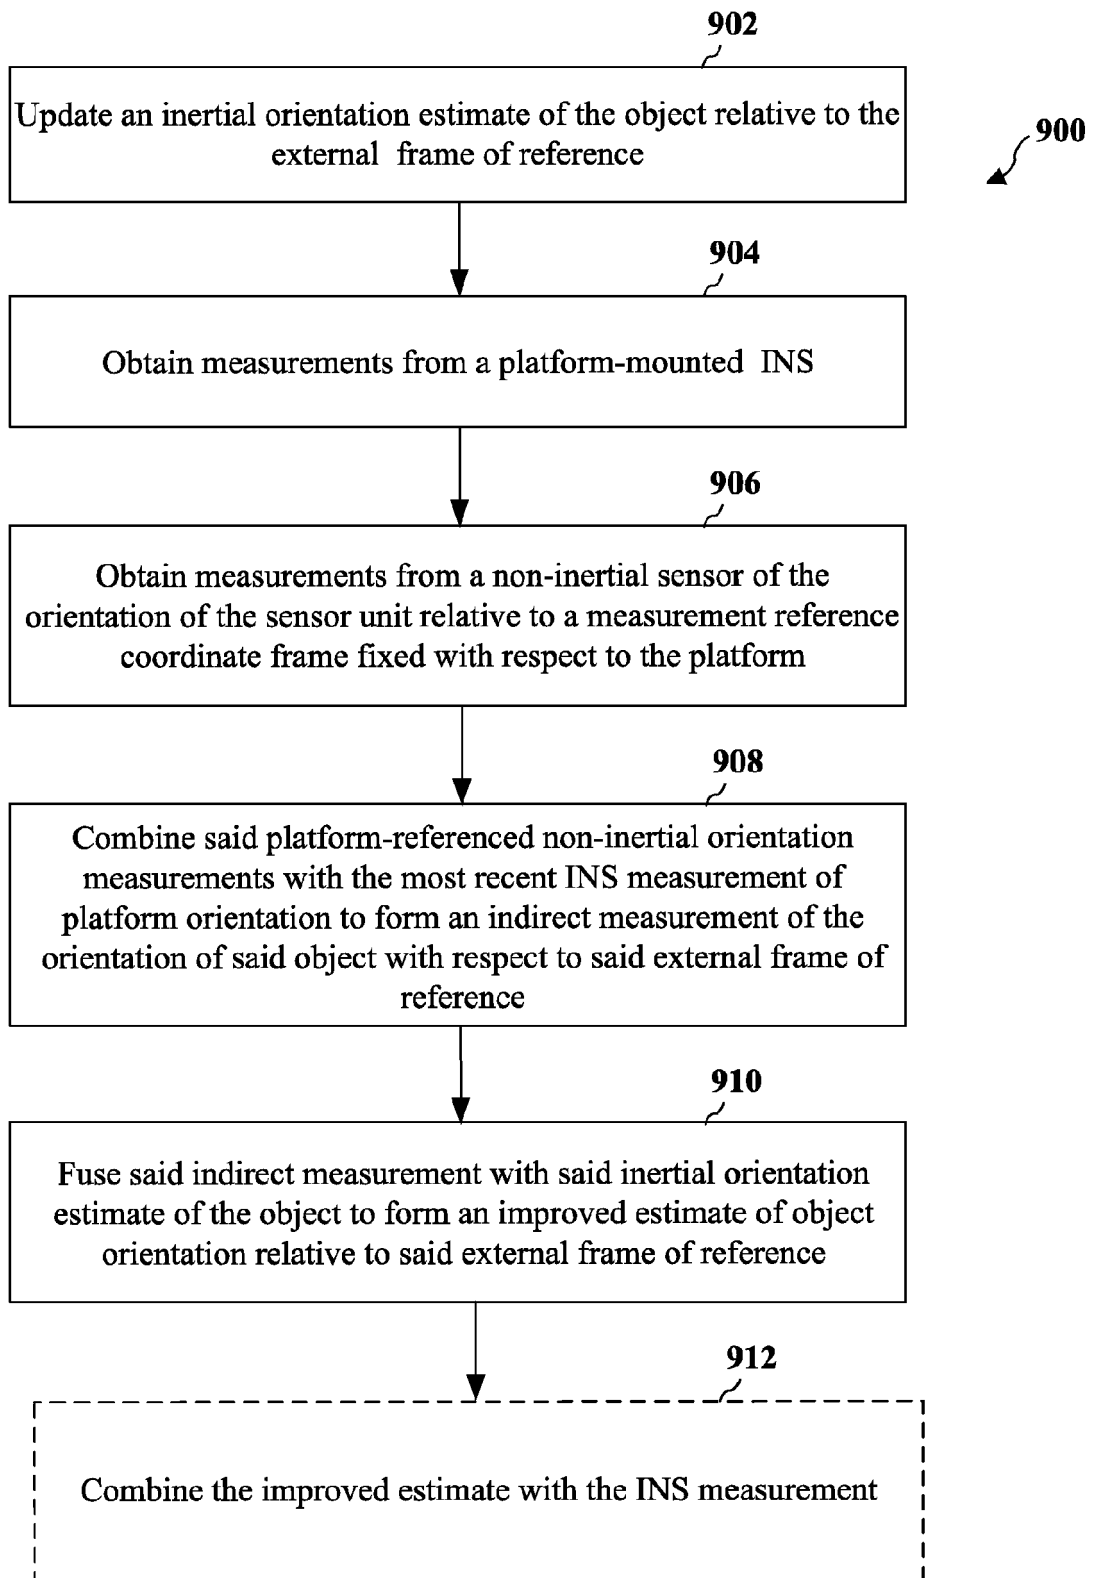 902
Update an inertial orientation estimate of the object relative to the
external frame of reference
900
904
Obtain measurements from a platform-mounted INS
906
Obtain measurements from a non-inertial sensor of the
orientation of the sensor unit relative to a measurement reference
coordinate frame fixed with respect to the platform
908
Combine said platform-referenced non-inertial orientation
measurements with the most recent INS measurement of
platform orientation to form an indirect measurement of the
orientation of said object with respect to said external frame of
reference
910
Fuse said indirect measurement with said inertial orientation
estimate of the object to form an improved estimate of object
orientation relative to said external frame of reference
912
Combine the improved estimate with the INS measurement